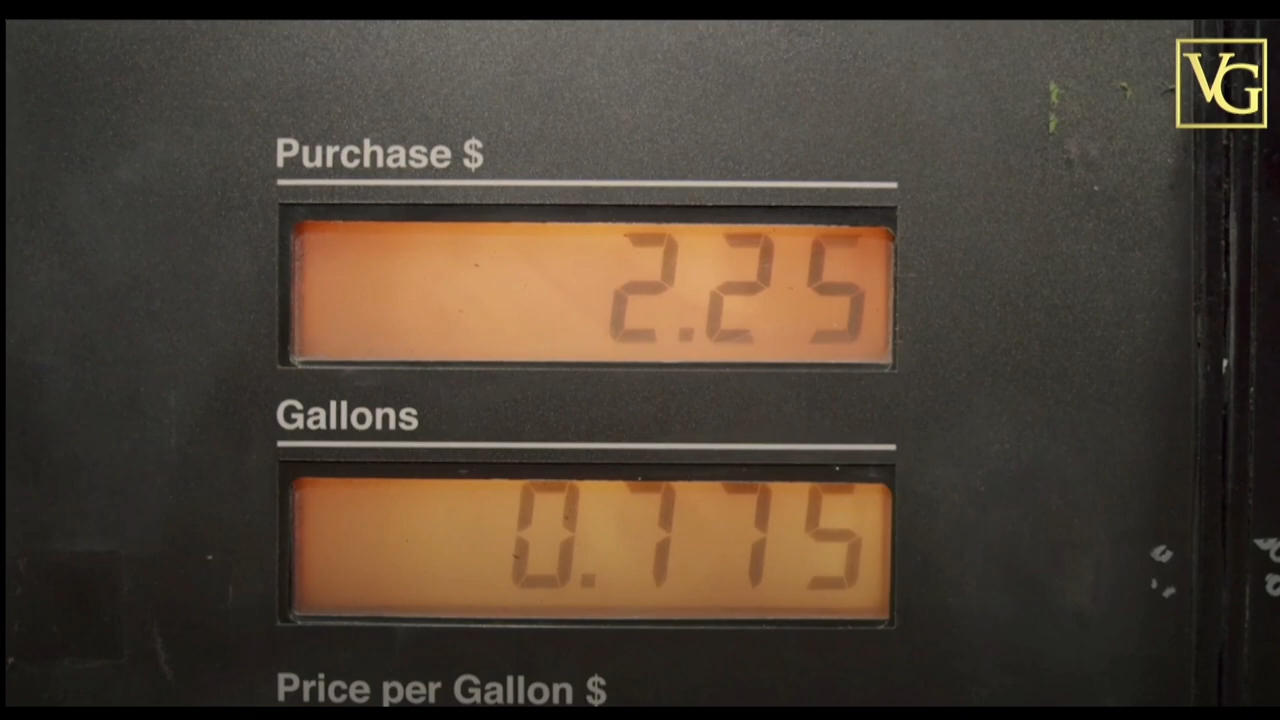 VG
Purchase $
2.25
Gallons
0.775
Price per Gallon $